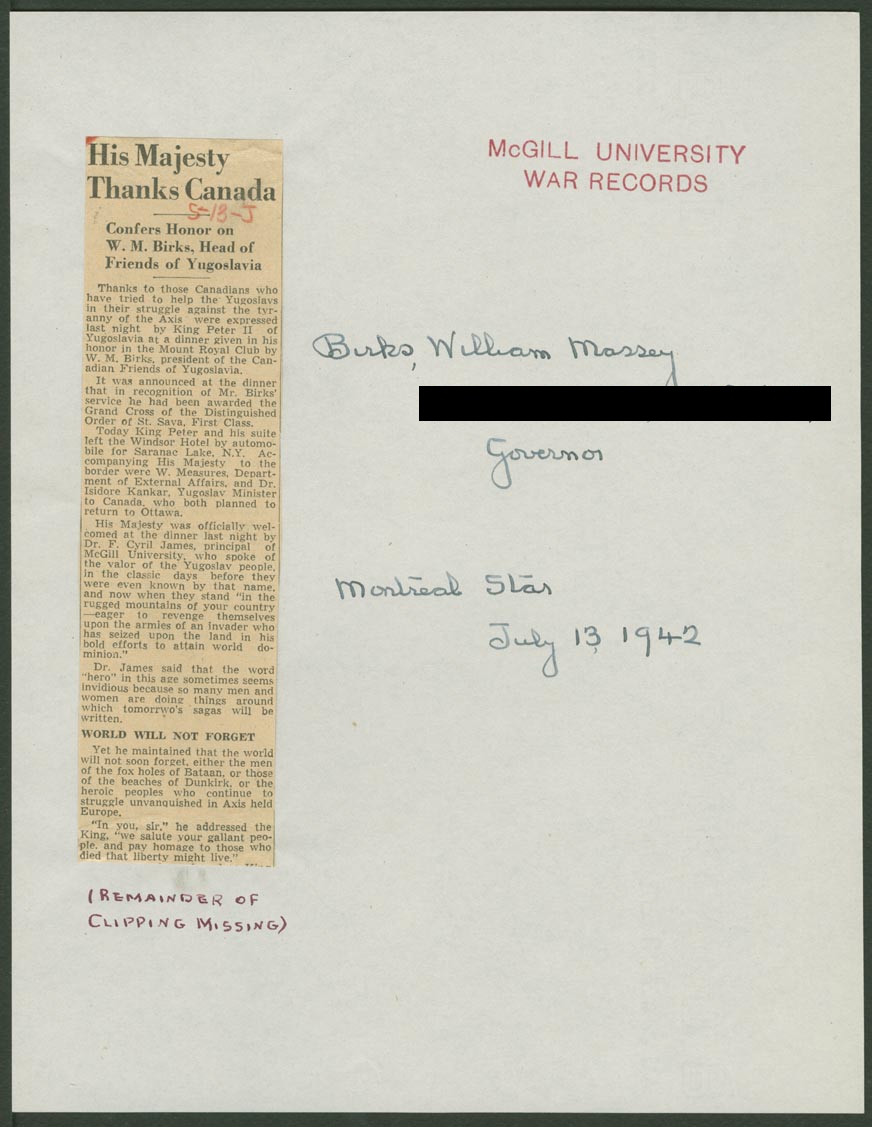 His Majesty
Thanks Canada
5-13-J
Confers Honor on
W. M. Birks, Head of
Friends of Yugoslavia
Thanks to those Canadians who
have tried to help the Yugoslavs
in their struggle against the tyr-
anny of the Axis were expressed
last night by King Peter II of
Yugoslavia at a dinner given in his
honor in the Mount Royal Club by
W. M. Birks, president of the Can-
adian Friends of Yugoslavia.
It was announced at the dinner
that in recognition of Mr. Birks'
service he had been awarded the
Grand Cross of the Distinguished
Order of St. Sava, First Class.
Today King Peter and his suite
left the Windsor Hotel by automo-
bile for Saranac Lake, N.Y. Ac-
companying His Majesty to the
border were W. Measures, Depart-
ment of External Affairs, and Dr.
Isidore Kankar, Yugoslav Minister
to Canada, who both planned to
return to Ottawa.
His Majesty was officially wel-
comed at the dinner last night by
Dr. F. Cyril James, principal of
McGill University, who spoke of
the valor of the Yugoslav people,
in the classic days before they
were even known by that name,
and now when they stand "in the
rugged mountains of your country
—eager to revenge themselves
upon the armies of an invader who
has seized upon the land in his
bold efforts to attain world do-
minion."
Dr. James said that the word
"hero" in this age sometimes seems
invidious because so many men and
women are doing things around
which tomorrwo's sagas will be
written.
WORLD WILL NOT FORGET
Yet he maintained that the world
will not soon forget, either the men
of the fox holes of Bataan, or those
of the beaches of Dunkirk, or the
heroic peoples who continue to
struggle unvanquished in Axis held
Europe.
"In you, sir," he addressed the
King, "we salute your gallant peo-
ple, and pay homage to those who
died that liberty might live."
(REMAINDER OF
CLIPPING MISSING)
McGILL UNIVERSITY
WAR RECORDS
Birks, William Massey
Governor
Montreal Star
July 13, 1942